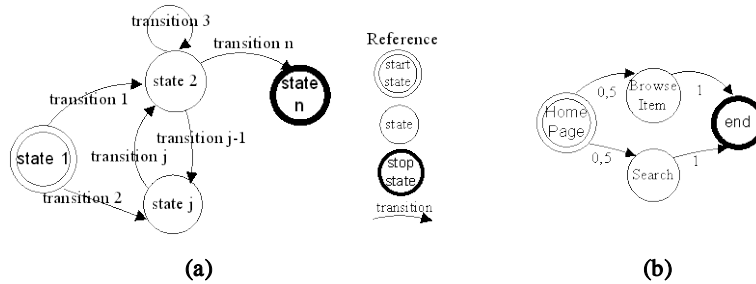 transition 3
transition n
state 2
state
n
transition 1
transition j-1
transition j
state 1
transition 2
state j
Reference
start
state
state
stop
state
transition
(a)
0,5
Browse
Item
1
Home
Page
end
0,5
Search
1
(b)